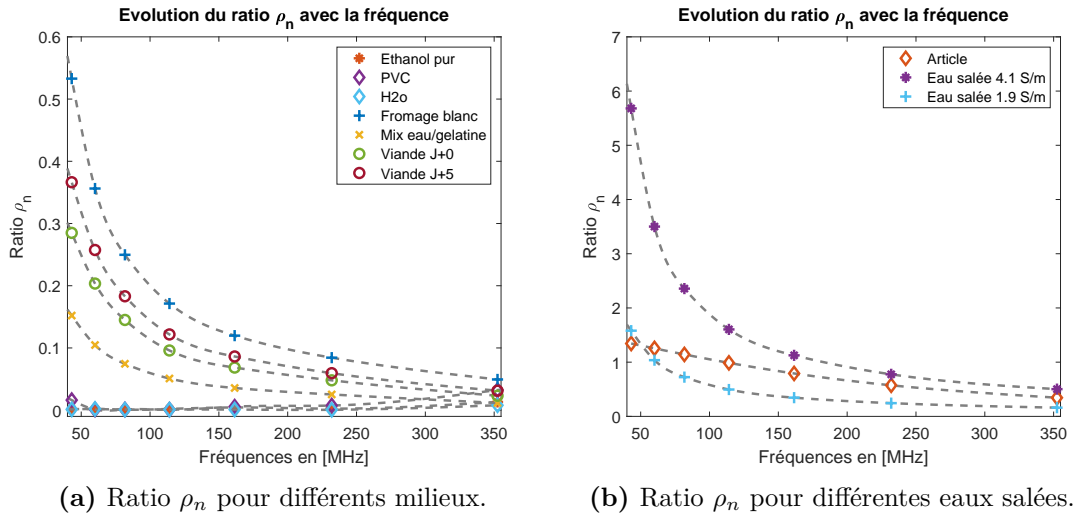 Evolution du ratio ρn avec la fréquence
0.6
0.5
0.4
0.3
0.2
0.1
0
Ratio ρn
50 100 150 200 250 300 350
Fréquences en [MHz]
Ethanol pur
PVC
H2o
Fromage blanc
Mix eau/gelatine
Viande J+0
Viande J+5
(a) Ratio ρn pour différents milieux.
Evolution du ratio ρn avec la fréquence
7
6
5
4
3
2
1
0
Ratio ρn
50 100 150 200 250 300 350
Fréquences en [MHz]
Article
Eau salée 4.1 S/m
Eau salée 1.9 S/m
(b) Ratio ρn pour différentes eaux salées.